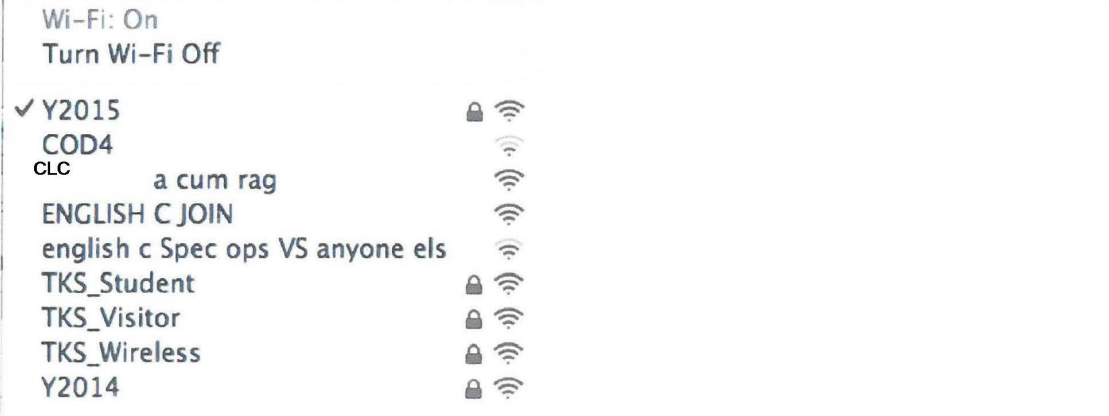 Wi-Fi: On
Turn Wi-Fi Off
Y2015
COD4
CLC
a cum rag
ENGLISH C JOIN
english c Spec ops VS anyone els
TKS_Student
TKS_Visitor
TKS_Wireless
Y2014